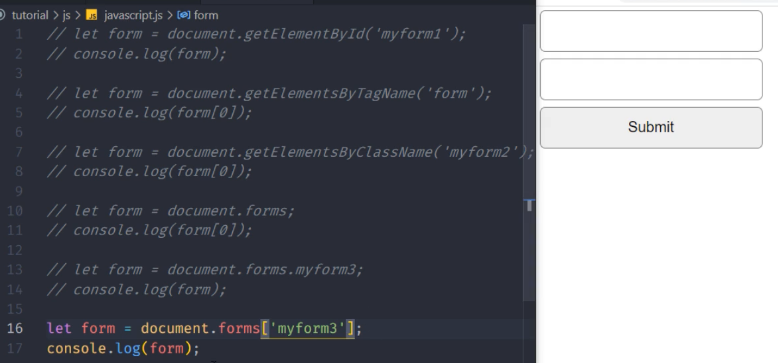 tutorial > js > JS javascript.js > form
1 // let form = document.getElementById('myform1');
2 // console.log(form);
3
4 // let form = document.getElementsByTagName('form');
5 // console.log(form[0]);
6
7 // let form = document.getElementsByClassName('myform2');
8 // console.log(form[0]);
9
10 // let form = document.forms;
11 // console.log(form[0]);
12
13 // let form = document.forms.myform3;
14 // console.log(form);
15
16 let form = document.forms['myform3'];
17 console.log(form);
Submit